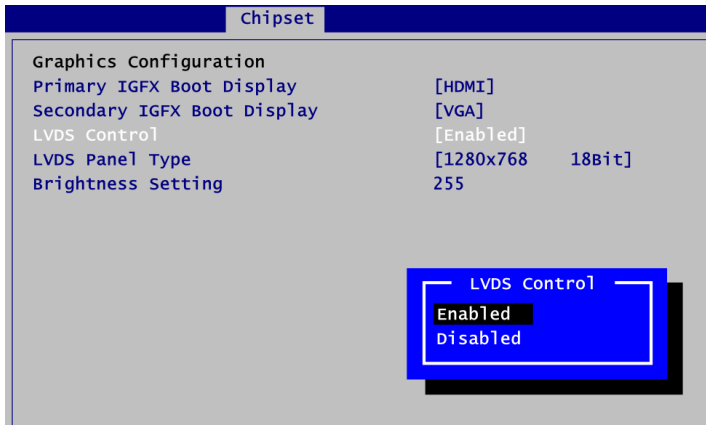 Chipset
Graphics Configuration
Primary IGFX Boot Display [HDMI]
Secondary IGFX Boot Display [VGA]
LVDS Control [Enabled]
LVDS Panel Type [1280x768 18Bit]
Brightness Setting 255
LVDS Control
Enabled
Disabled